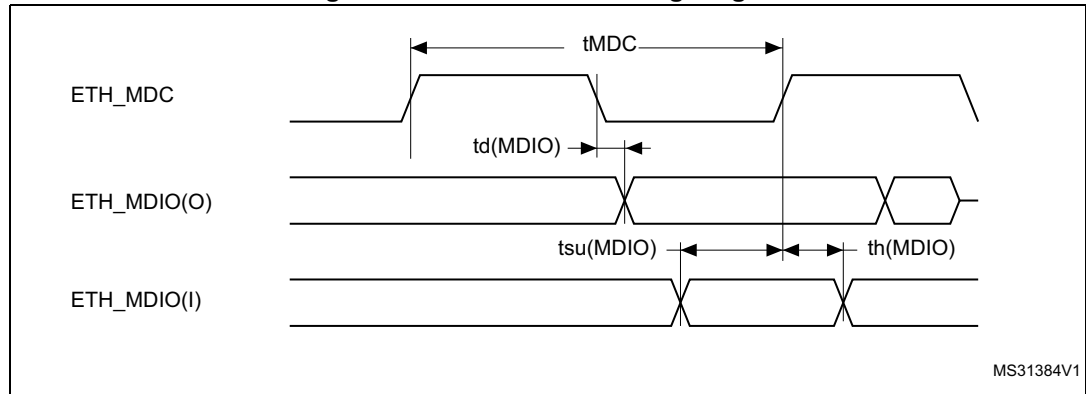 tMDC
ETH_MDC
td(MDIO)
ETH_MDIO(O)
tsu(MDIO) th(MDIO)
ETH_MDIO(I)
MS31384V1